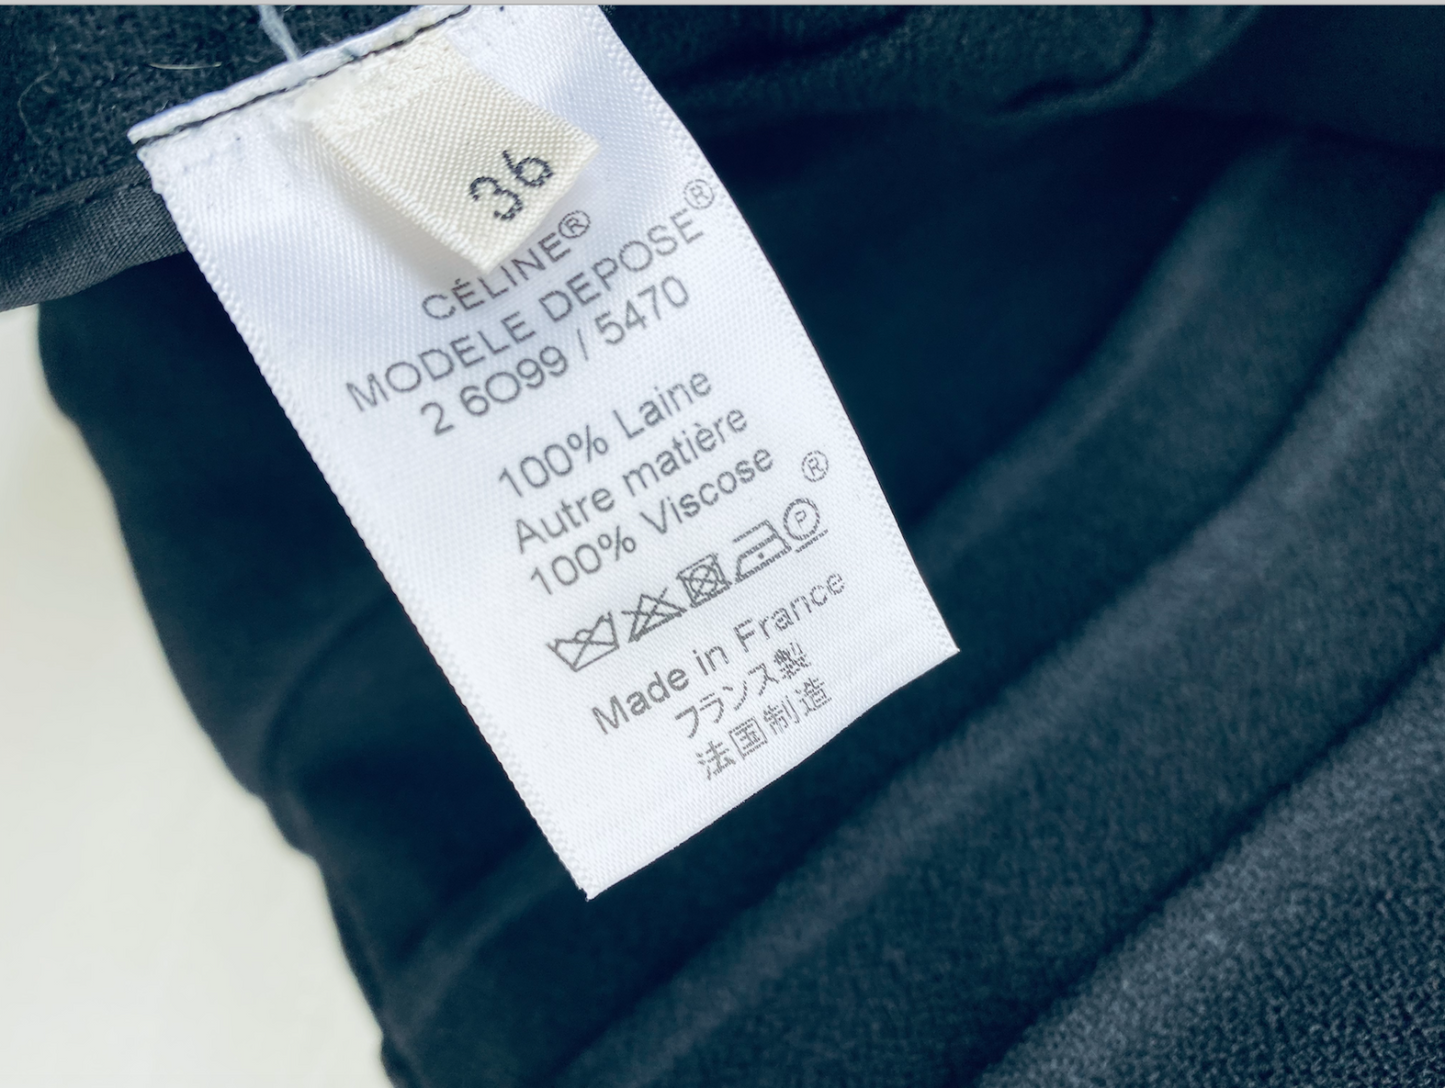 36
CÉLINE®
MODELE DEPOSE®
2 6O99 / 5470
100% Laine
Autre matière
100% Viscose
®
P
Made in France
フランス製
法国制造